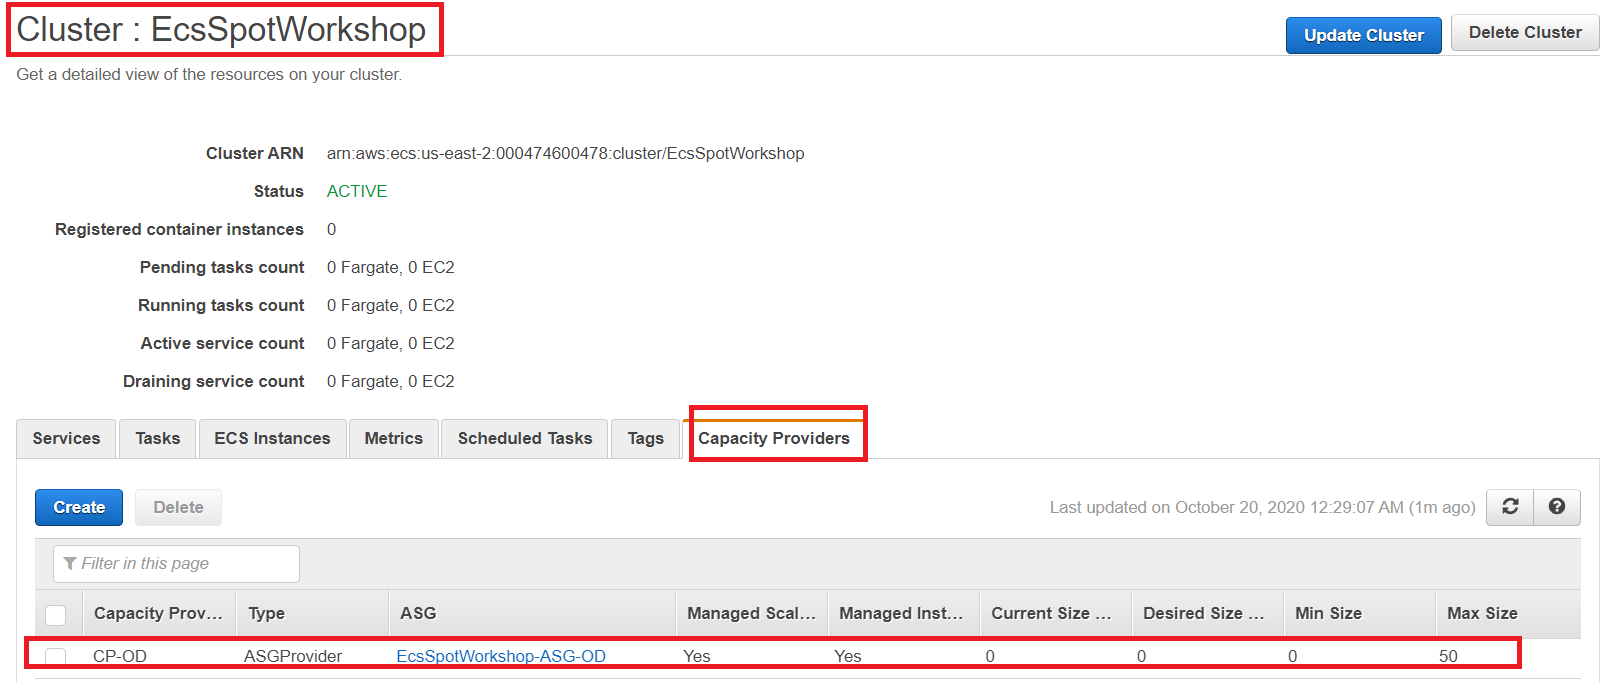 Cluster : EcsSpotWorkshop
Update Cluster
Delete Cluster
Get a detailed view of the resources on your cluster.
Cluster ARN arn:aws:ecs:us-east-2:000474600478:cluster/EcsSpotWorkshop
Status ACTIVE
Registered container instances 0
Pending tasks count 0 Fargate, 0 EC2
Running tasks count 0 Fargate, 0 EC2
Active service count 0 Fargate, 0 EC2
Draining service count 0 Fargate, 0 EC2
Services Tasks ECS Instances Metrics Scheduled Tasks Tags Capacity Providers
Create Delete Last updated on October 20, 2020 12:29:07 AM (1m ago)
Filter in this page
Capacity Prov... Type ASG Managed Scal... Managed Inst... Current Size ... Desired Size ... Min Size Max Size
CP-OD ASGProvider EcsSpotWorkshop-ASG-OD Yes Yes 0 0 0 50